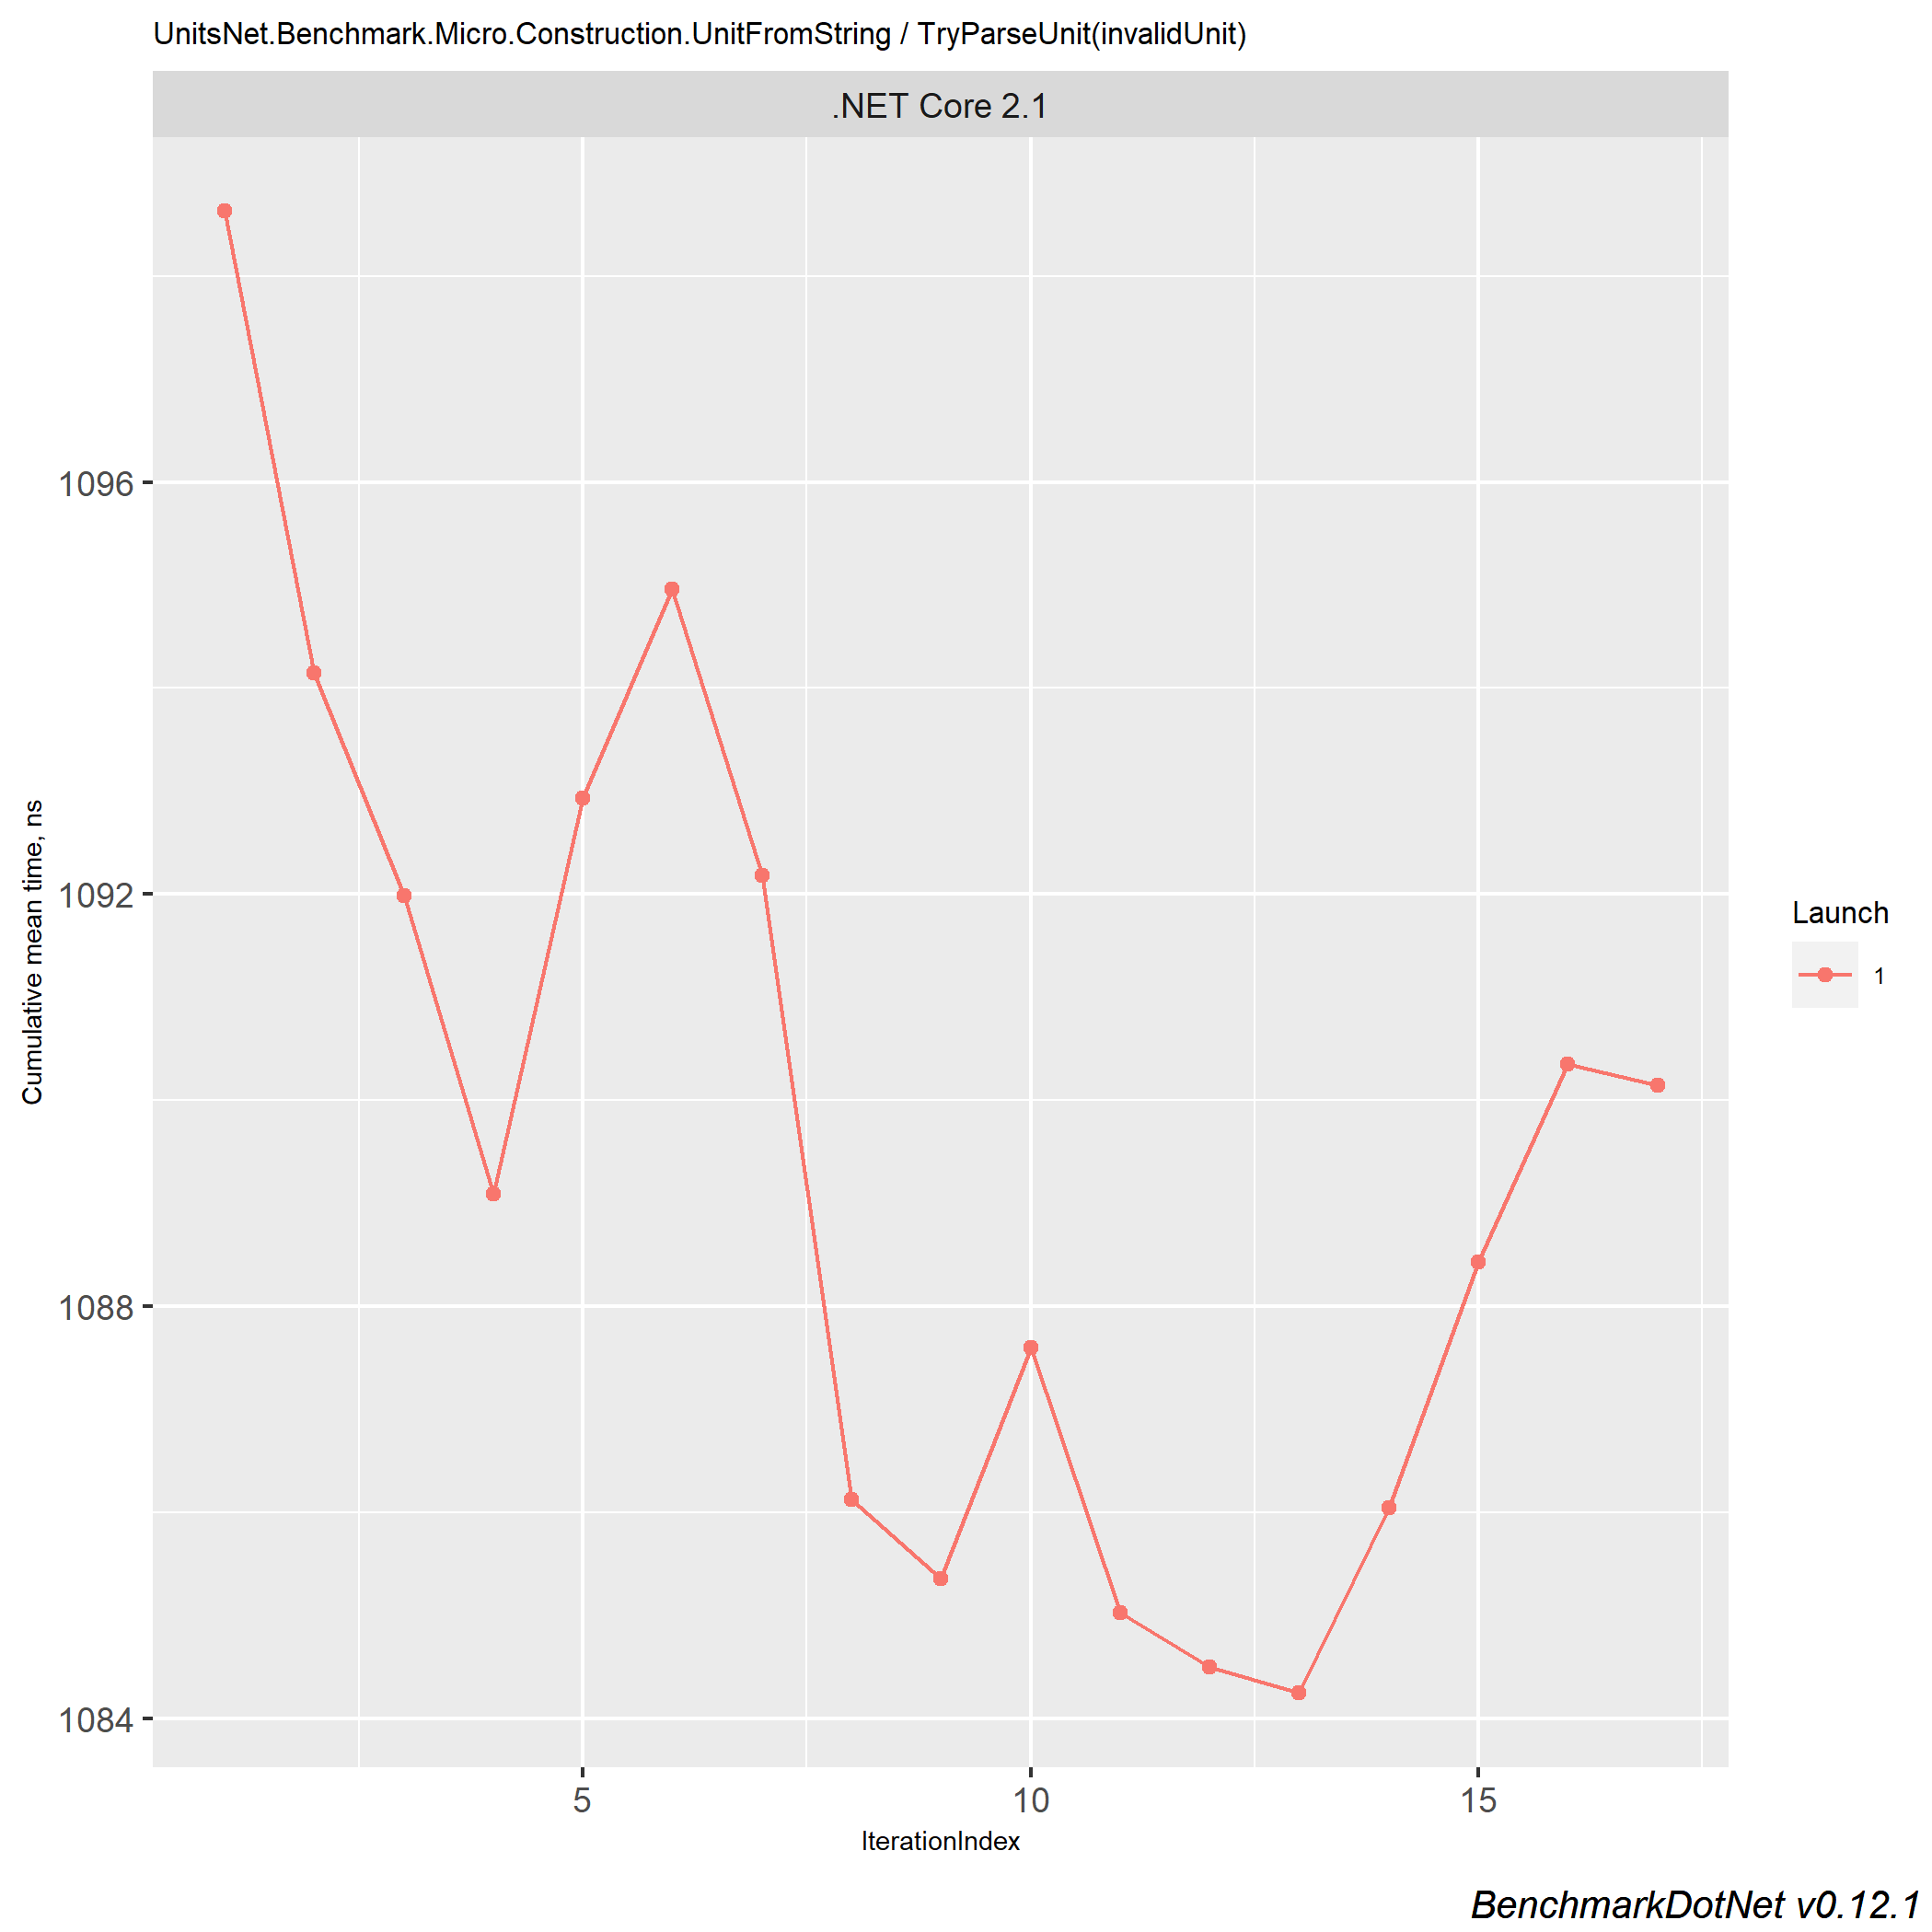 UnitsNet.Benchmark.Micro.Construction.UnitFromString / TryParseUnit(invalidUnit)
.NET Core 2.1
1096
1092
1088
1084
Cumulative mean time, ns
5
10
15
IterationIndex
Launch
1
BenchmarkDotNet v0.12.1